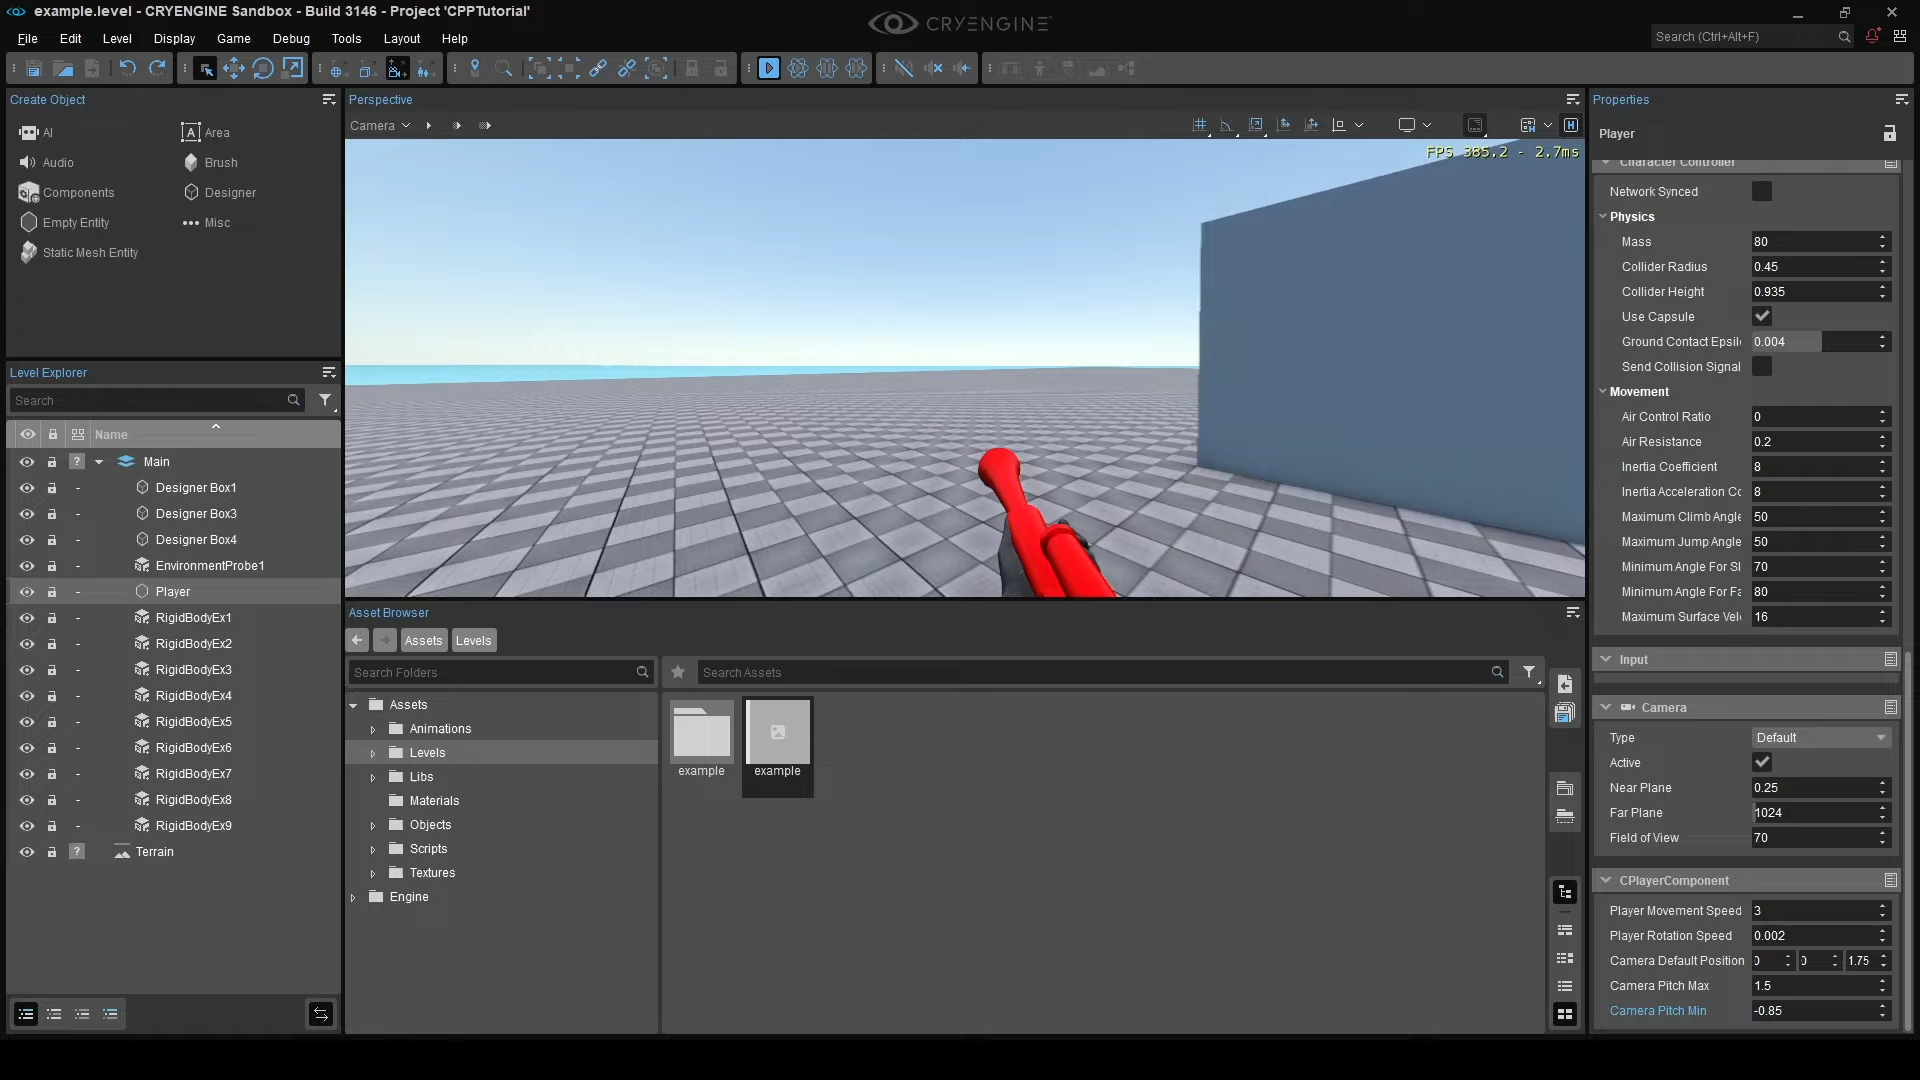 example.level - CRYENGINE Sandbox - Build 3146 - Project 'CPPTutorial'
CRYENGINE
File Edit Level Display Game Debug Tools Layout Help
Search (Ctrl+Alt+F)
Create Object
AI
Area
Audio
Brush
Components
Designer
Empty Entity
Misc
Static Mesh Entity
Level Explorer
Search
Name
? Main
- Designer Box1
- Designer Box3
- Designer Box4
- EnvironmentProbe1
- Player
- RigidBodyEx1
- RigidBodyEx2
- RigidBodyEx3
- RigidBodyEx4
- RigidBodyEx5
- RigidBodyEx6
- RigidBodyEx7
- RigidBodyEx8
- RigidBodyEx9
? Terrain
Perspective
Camera
FPS 385.2 - 2.7ms
Asset Browser
Assets Levels
Search Folders
Search Assets
Assets
Animations
Levels
Libs
Materials
Objects
Scripts
Textures
Engine
example
example
Properties
Player
Character Controller
Network Synced
Physics
Mass 80
Collider Radius 0.45
Collider Height 0.935
Use Capsule
Ground Contact Epsil 0.004
Send Collision Signal
Movement
Air Control Ratio 0
Air Resistance 0.2
Inertia Coefficient 8
Inertia Acceleration Cc 8
Maximum Climb Angle 50
Maximum Jump Angle 50
Minimum Angle For Sl 70
Minimum Angle For Fa 80
Maximum Surface Vel 16
Input
Camera
Type Default
Active
Near Plane 0.25
Far Plane 1024
Field of View 70
CPlayerComponent
Player Movement Speed 3
Player Rotation Speed 0.002
Camera Default Position 0 0 1.75
Camera Pitch Max 1.5
Camera Pitch Min -0.85